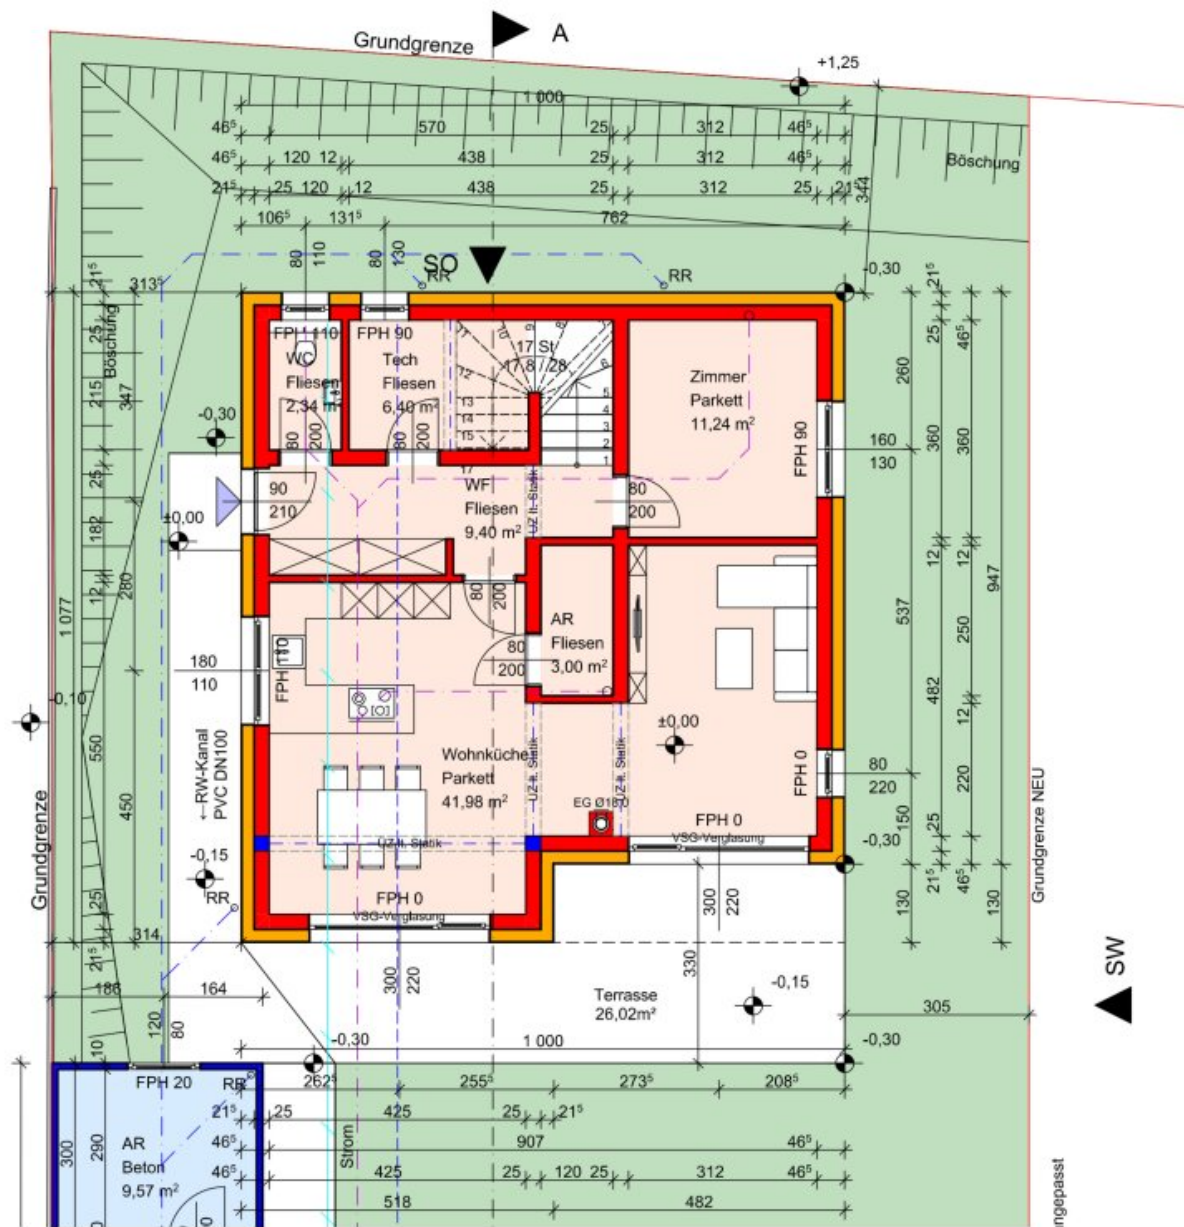 Grundgrenze
A
+1,25
1 000
46⁵
570
25
312
46⁵
Böschung
46⁵
120 12
438
25
312
46⁵
21⁵
25 120
12
438
25
312
25
21⁵
344
106⁵
131⁵
762
80
110
80
130
SO
RR
RR
-0,30
313⁵
21⁵
21⁵
Böschung
25
215
347
FPH 110
WC
Fliesen
2,34 m²
FPH 90
Tech
Fliesen
6,40 m²
17 St
17,8 / 28
Zimmer
Parkett
11,24 m²
FPH 90
160
130
25
46⁵
260
360
360
-0,30
80
200
80
200
25
90
210
WF
Fliesen
9,40 m²
UZ lt. Statik
80
200
±0,00
182
280
12
12
12
947
1 077
80
200
AR
Fliesen
3,00 m²
80
200
537
250
482
180
110
FPH 110
-0,10
±0,00
12
←RW-Kanal
PVC DN100
550
450
Wohnküche
Parkett
41,98 m²
UZ lt. Statik
UZ lt. Statik
EG Ø18,0
FPH 0
80
220
220
FPH 0
VSG-Verglasung
150
25
-0,30
Grundgrenze NEU
Grundgrenze
-0,15
UZ lt. Statik
RR
FPH 0
VSG-Verglasung
300
220
21⁵
46⁵
130
130
25
314
21⁵
300
220
330
186
164
Terrasse
26,02m²
-0,15
SW
305
120
80
10
-0,30
1 000
-0,30
FPH 20
RR
262⁵
255⁵
273⁵
208⁵
21⁵
25
425
25
21⁵
300
290
AR
Beton
9,57 m²
Strom
46⁵
907
46⁵
46⁵
425
25
120 25
312
46⁵
518
482
ngepasst